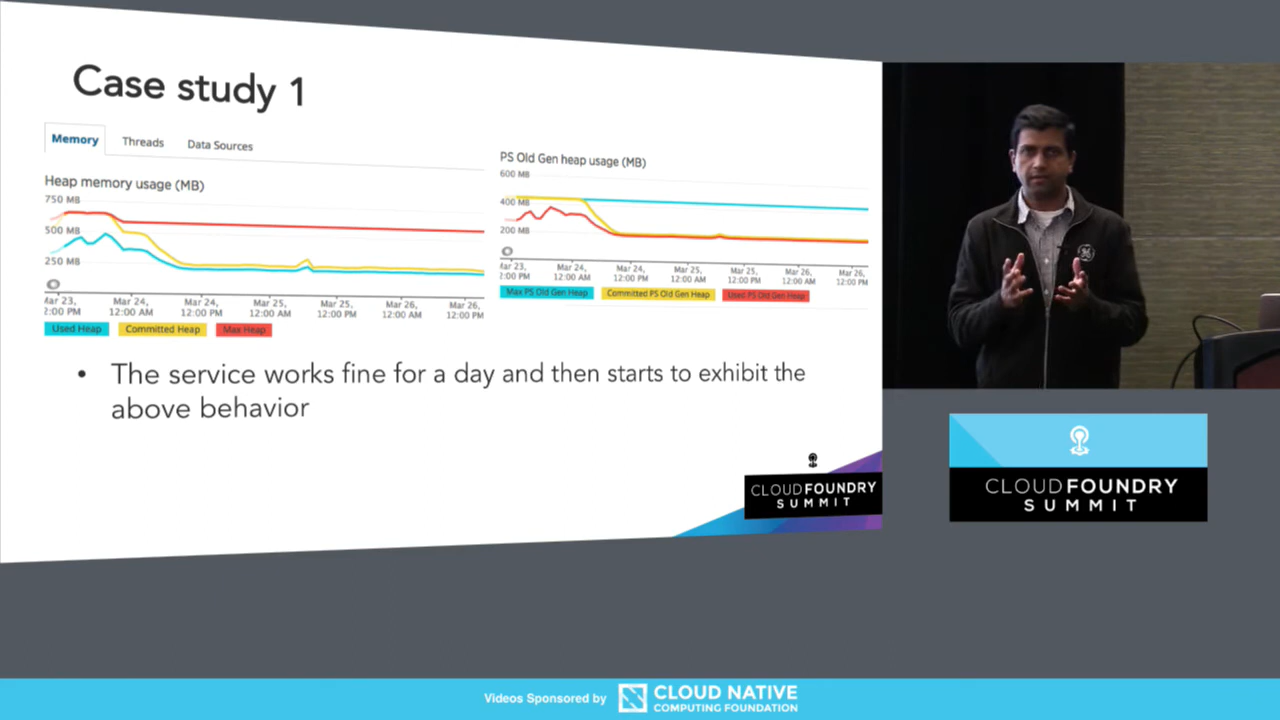 Case study 1
Memory
Threads
Data Sources
Heap memory usage (MB)
750 MB
500 MB
250 MB
Mar 24,
12:00 AM
Mar 24,
12:00 PM
Mar 25,
12:00 AM
Mar 25,
12:00 PM
Mar 26,
12:00 AM
Mar 26,
12:00 PM
Used Heap
Committed Heap
Max Heap
PS Old Gen heap usage (MB)
600 MB
400 MB
200 MB
Mar 24,
12:00 AM
Mar 24,
12:00 PM
Mar 25,
12:00 AM
Mar 25,
12:00 PM
Mar 26,
12:00 AM
Mar 26,
12:00 PM
Max PS Old Gen Heap
Committed PS Old Gen Heap
Used PS Old Gen Heap
• The service works fine for a day and then starts to exhibit the
above behavior
CLOUD FOUNDRY
SUMMIT
CLOUD FOUNDRY
SUMMIT
Videos Sponsored by
CLOUD NATIVE
COMPUTING FOUNDATION